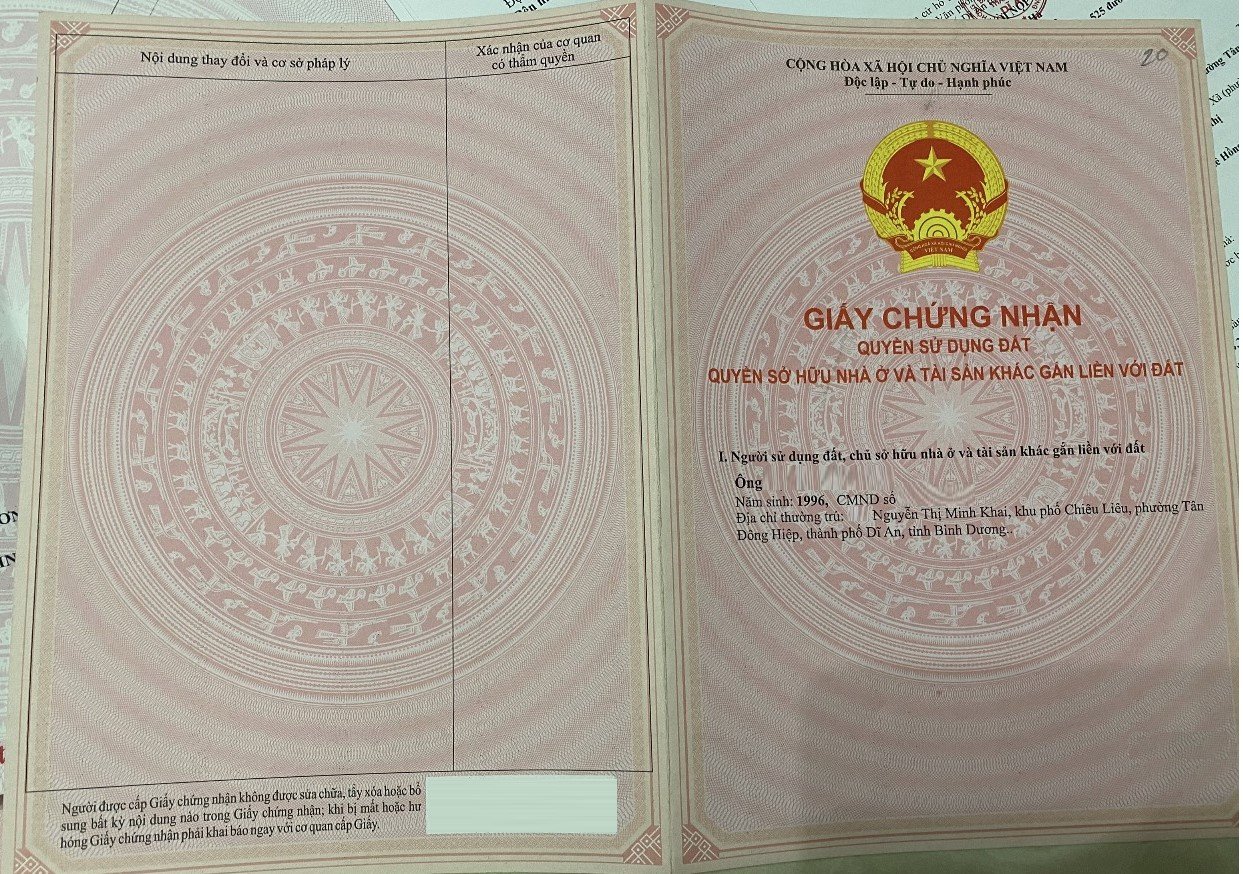 Nội dung thay đổi và cơ sở pháp lý
Xác nhận của cơ quan
có thẩm quyền
Người được cấp Giấy chứng nhận không được sửa chữa, tẩy xóa hoặc bổ
sung bất kỳ nội dung nào trong Giấy chứng nhận; khi bị mất hoặc hư
hỏng Giấy chứng nhận phải khai báo ngay với cơ quan cấp Giấy.
20
CỘNG HÒA XÃ HỘI CHỦ NGHĨA VIỆT NAM
Độc lập - Tự do - Hạnh phúc
VIỆT NAM
GIẤY CHỨNG NHẬN
QUYỀN SỬ DỤNG ĐẤT
QUYỀN SỞ HỮU NHÀ Ở VÀ TÀI SẢN KHÁC GẮN LIỀN VỚI ĐẤT
I. Người sử dụng đất, chủ sở hữu nhà ở và tài sản khác gắn liền với đất
Ông
Năm sinh: 1996, CMND số
Địa chỉ thường trú: Nguyễn Thị Minh Khai, khu phố Chiêu Liêu, phường Tân
Đông Hiệp, thành phố Dĩ An, tỉnh Bình Dương..